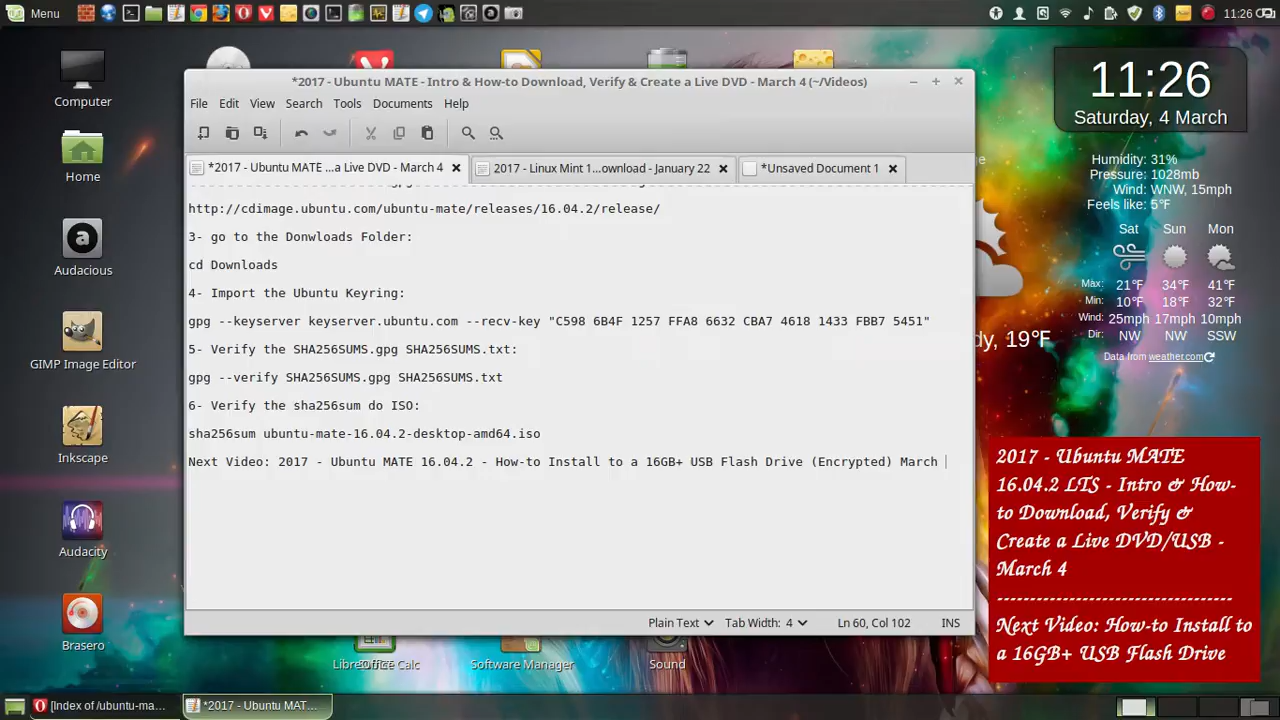 Menu
11:26
Computer
Home
Audacious
GIMP Image Editor
Inkscape
Audacity
Brasero
*2017 - Ubuntu MATE - Intro & How-to Download, Verify & Create a Live DVD - March 4 (~/Videos)
File Edit View Search Tools Documents Help
*2017 - Ubuntu MATE ...a Live DVD - March 4
2017 - Linux Mint 1...ownload - January 22
*Unsaved Document 1
http://cdimage.ubuntu.com/ubuntu-mate/releases/16.04.2/release/
3- go to the Donwloads Folder:
cd Downloads
4- Import the Ubuntu Keyring:
gpg --keyserver keyserver.ubuntu.com --recv-key "C598 6B4F 1257 FFA8 6632 CBA7 4618 1433 FBB7 5451"
5- Verify the SHA256SUMS.gpg SHA256SUMS.txt:
gpg --verify SHA256SUMS.gpg SHA256SUMS.txt
6- Verify the sha256sum do ISO:
sha256sum ubuntu-mate-16.04.2-desktop-amd64.iso
Next Video: 2017 - Ubuntu MATE 16.04.2 - How-to Install to a 16GB+ USB Flash Drive (Encrypted) March
Plain Text Tab Width: 4 Ln 60, Col 102 INS
LibreOffice Calc
Software Manager
Sound
11:26
Saturday, 4 March
Humidity: 31%
Pressure: 1028mb
Wind: WNW, 15mph
Feels like: 5°F
Sat Sun Mon
Max: 21°F 34°F 41°F
Min: 10°F 18°F 32°F
Wind: 25mph 17mph 10mph
Dir: NW NW SSW
Data from weather.com
19°F
2017 - Ubuntu MATE
16.04.2 LTS - Intro & How-
to Download, Verify &
Create a Live DVD/USB -
March 4
-----------------------------------
Next Video: How-to Install to
a 16GB+ USB Flash Drive
[Index of /ubuntu-ma...
*2017 - Ubuntu MAT...